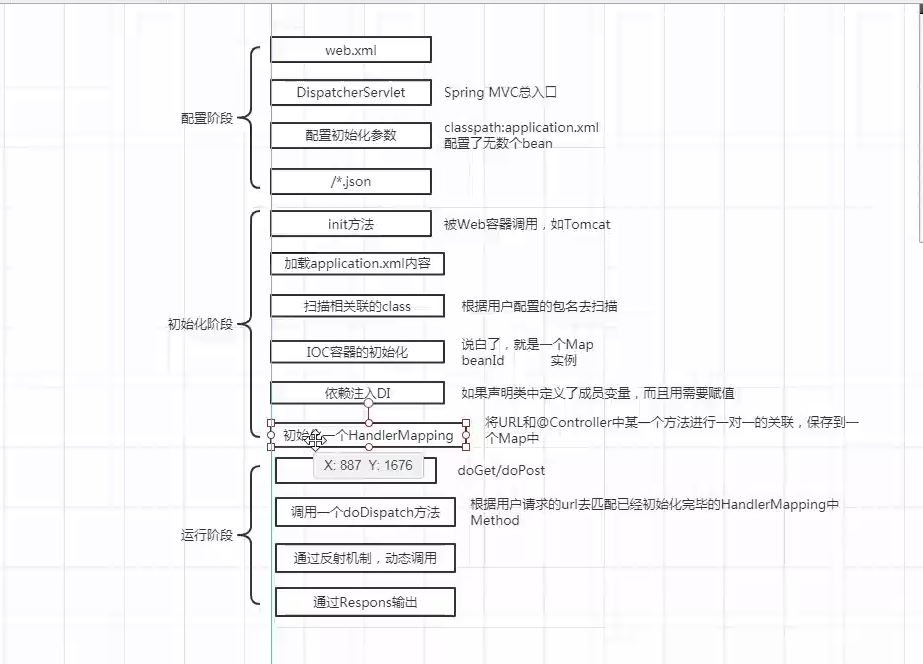 web.xml
DispatcherServlet
Spring MVC总入口
配置阶段
配置初始化参数
classpath:application.xml
配置了无数个bean
/*.json
init方法
被Web容器调用，如Tomcat
加载application.xml内容
扫描相关联的class
根据用户配置的包名去扫描
初始化阶段
IOC容器的初始化
说白了，就是一个Map
beanId 实例
依赖注入DI
如果声明类中定义了成员变量，而且用需要赋值
初始化一个HandlerMapping
将URL和@Controller中某一个方法进行一对一的关联，保存到一
个Map中
X: 887 Y: 1676
doGet/doPost
运行阶段
调用一个doDispatch方法
根据用户请求的url去匹配已经初始化完毕的HandlerMapping中
Method
通过反射机制，动态调用
通过Respons输出